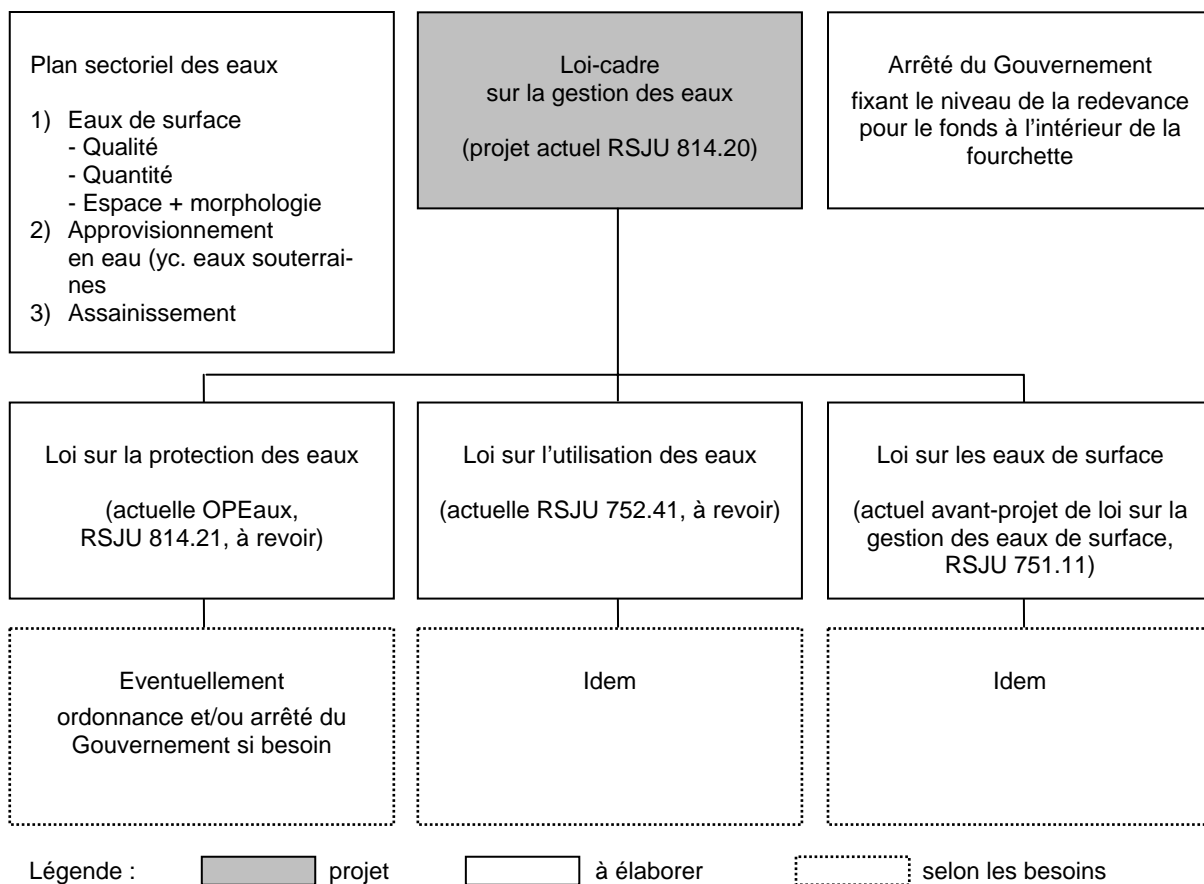 Plan sectoriel des eaux
1) Eaux de surface
- Qualité
- Quantité
- Espace + morphologie
2) Approvisionnement
en eau (yc. eaux souterrai-
nes
3) Assainissement
Loi-cadre
sur la gestion des eaux
(projet actuel RSJU 814.20)
Arrêté du Gouvernement
fixant le niveau de la redevance
pour le fonds à l’intérieur de la
fourchette
Loi sur la protection des eaux
(actuelle OPEaux,
RSJU 814.21, à revoir)
Loi sur l’utilisation des eaux
(actuelle RSJU 752.41, à revoir)
Loi sur les eaux de surface
(actuel avant-projet de loi sur la
gestion des eaux de surface,
RSJU 751.11)
Eventuellement
ordonnance et/ou arrêté du
Gouvernement si besoin
Idem
Idem
Légende : projet à élaborer selon les besoins